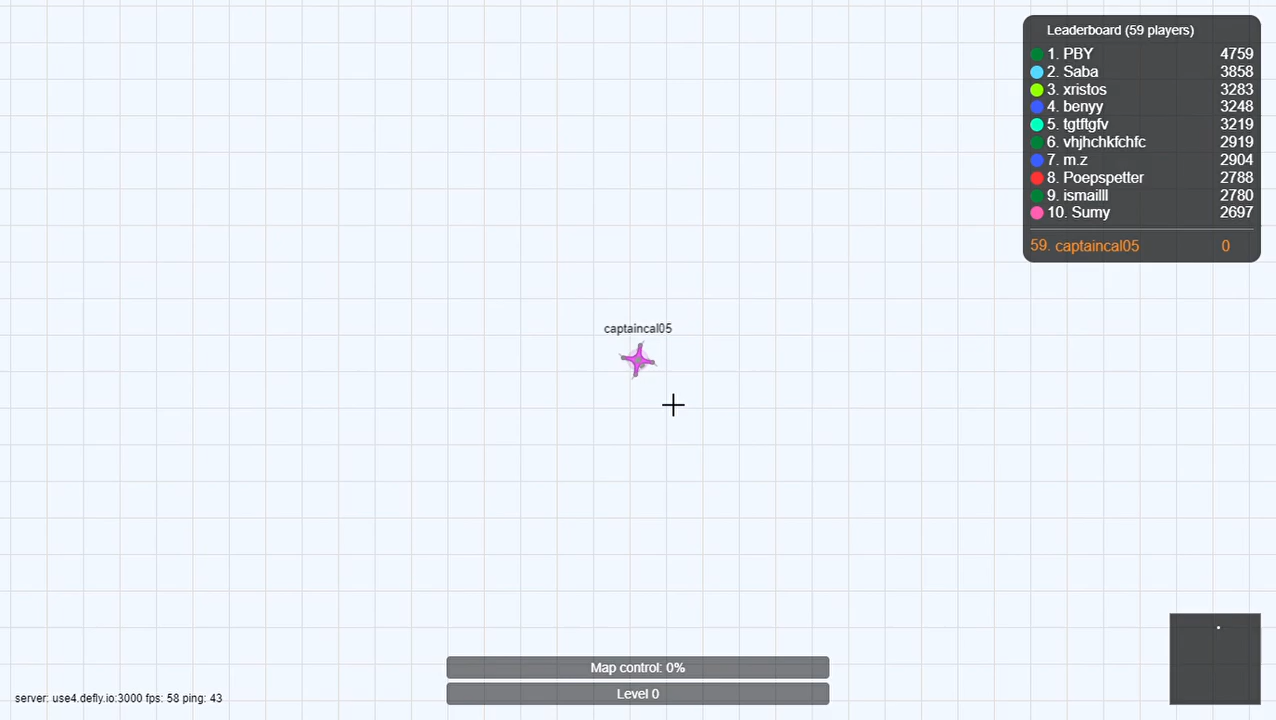 Leaderboard (59 players)
1. PBY 4759
2. Saba 3858
3. xristos 3283
4. benyy 3248
5. tgtftgfv 3219
6. vhjhchkfchfc 2919
7. m.z 2904
8. Poepspetter 2788
9. ismailll 2780
10. Sumy 2697
59. captaincal05 0
captaincal05
Map control: 0%
Level 0
server: use4.defly.io:3000 fps: 58 ping: 43